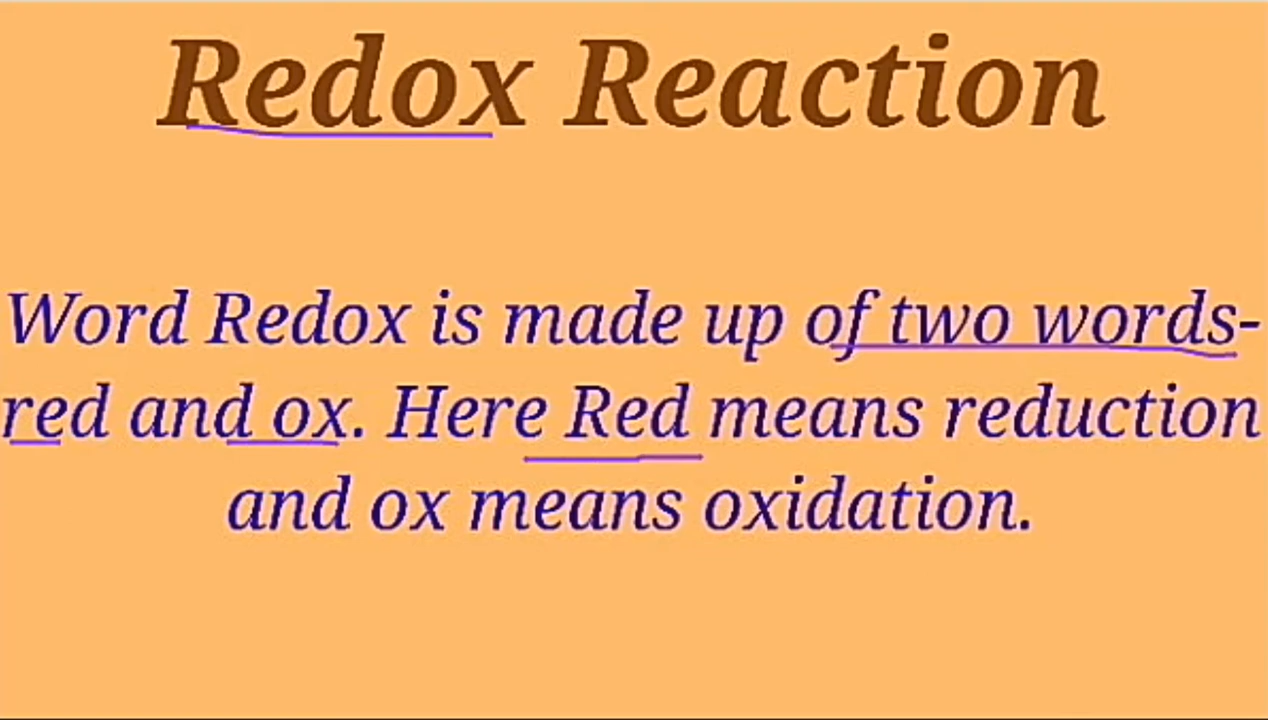 Redox Reaction
Word Redox is made up of two words-
red and ox. Here Red means reduction
and ox means oxidation.